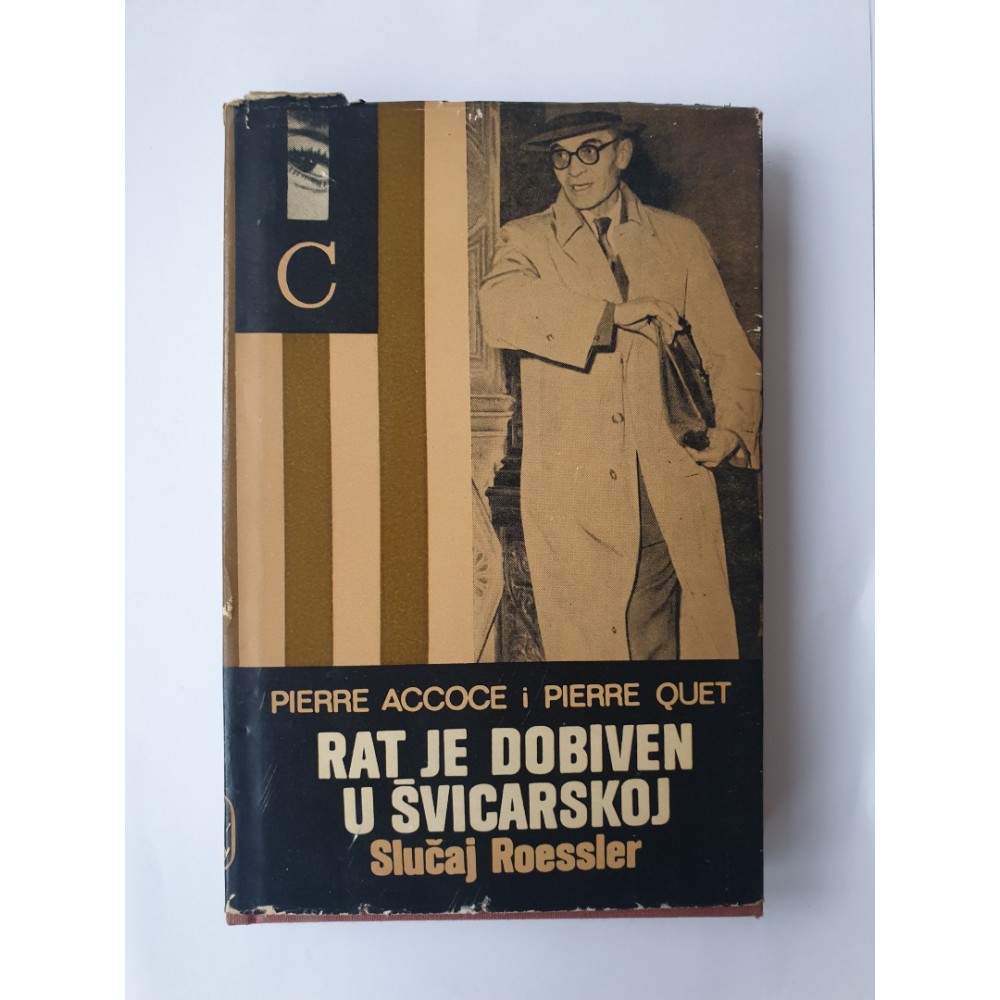 C
PIERRE ACCOCE i PIERRE QUET
RAT JE DOBIVEN
U ŠVICARSKOJ
Slučaj Roessler